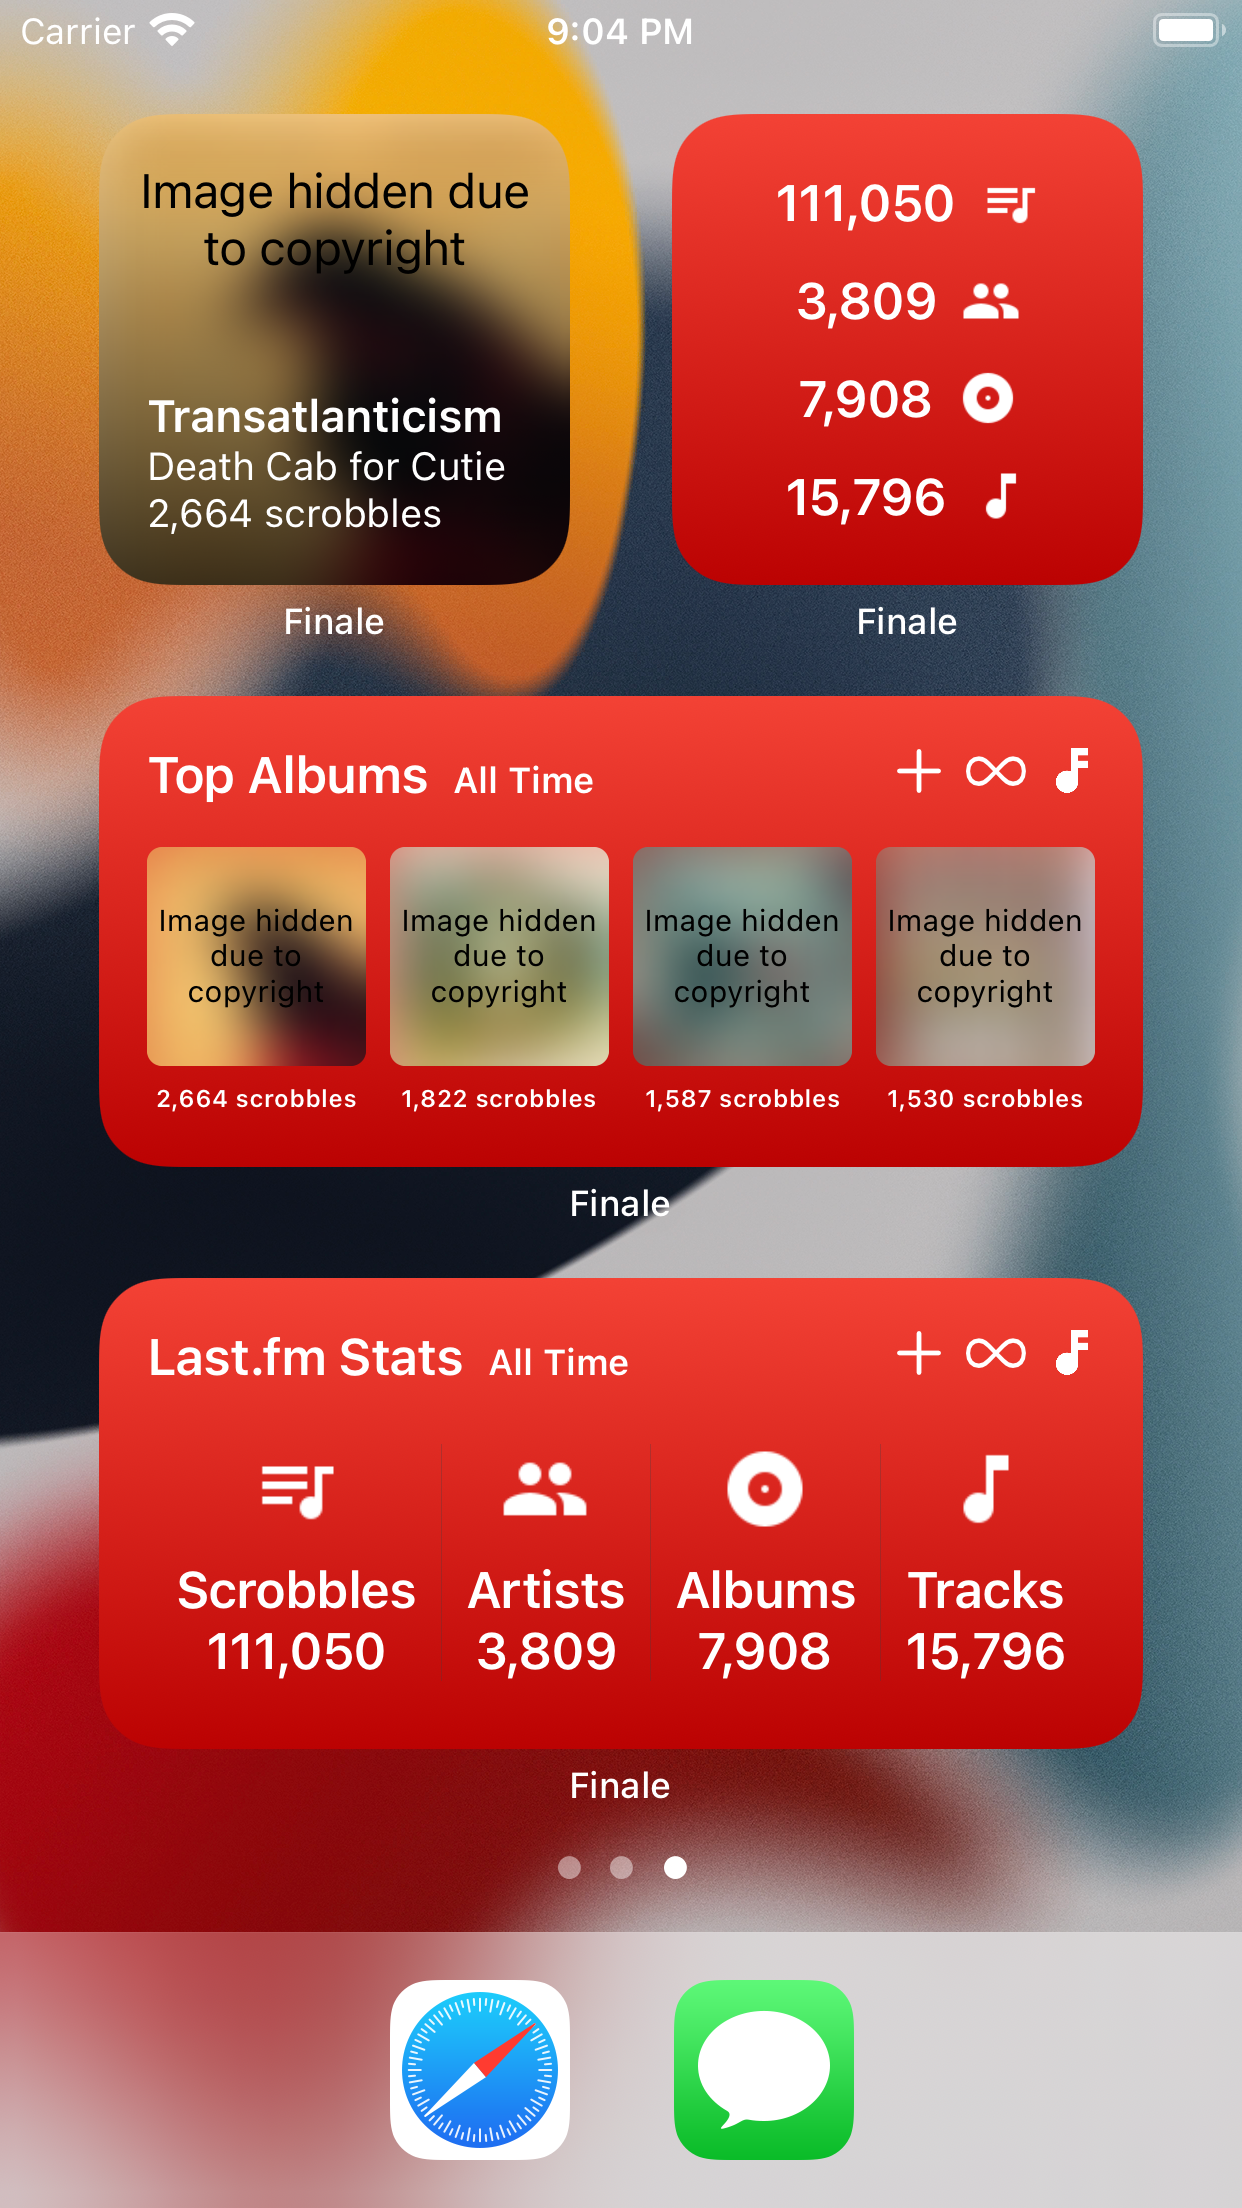 Carrier
9:04 PM
Image hidden due
to copyright
Transatlanticism
Death Cab for Cutie
2,664 scrobbles
Finale
111,050
3,809
7,908
15,796
Finale
Top Albums All Time
Image hidden
due to
copyright
2,664 scrobbles
Image hidden
due to
copyright
1,822 scrobbles
Image hidden
due to
copyright
1,587 scrobbles
Image hidden
due to
copyright
1,530 scrobbles
Finale
Last.fm Stats All Time
Scrobbles
111,050
Artists
3,809
Albums
7,908
Tracks
15,796
Finale